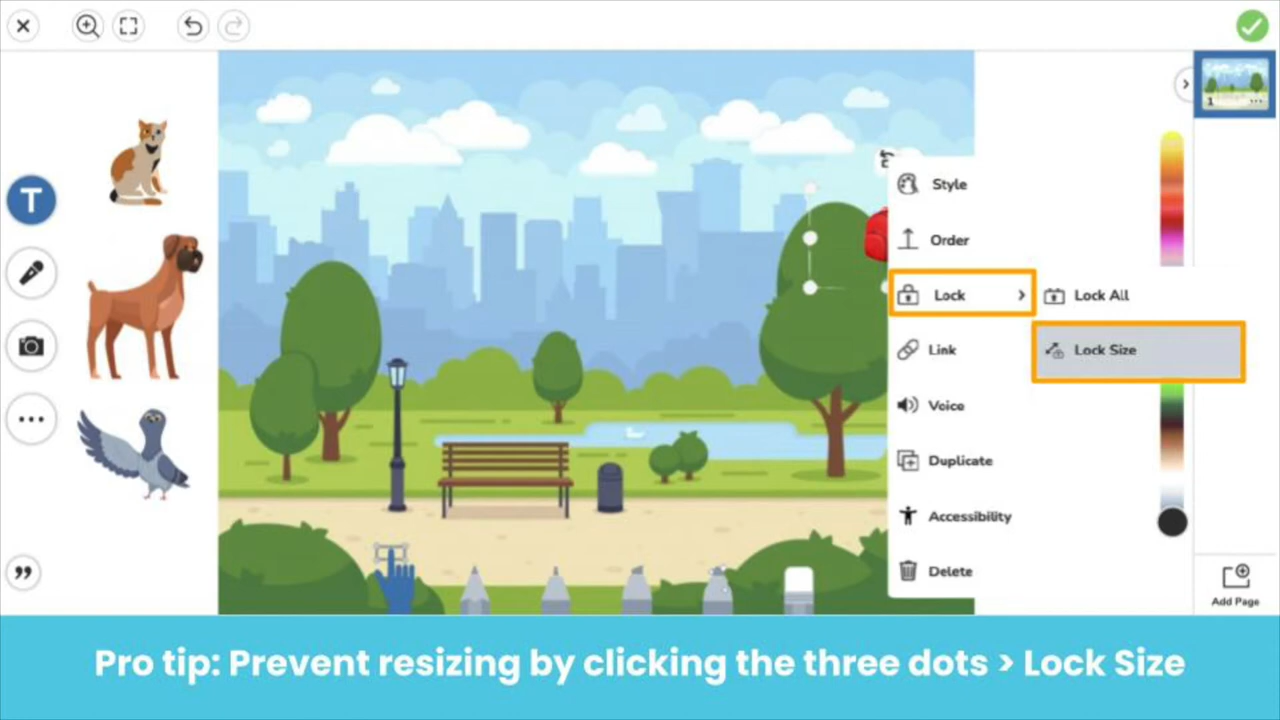 T
1
Style
Order
Lock
Lock All
Link
Lock Size
Voice
Duplicate
Accessibility
Delete
Add Page
Pro tip: Prevent resizing by clicking the three dots > Lock Size